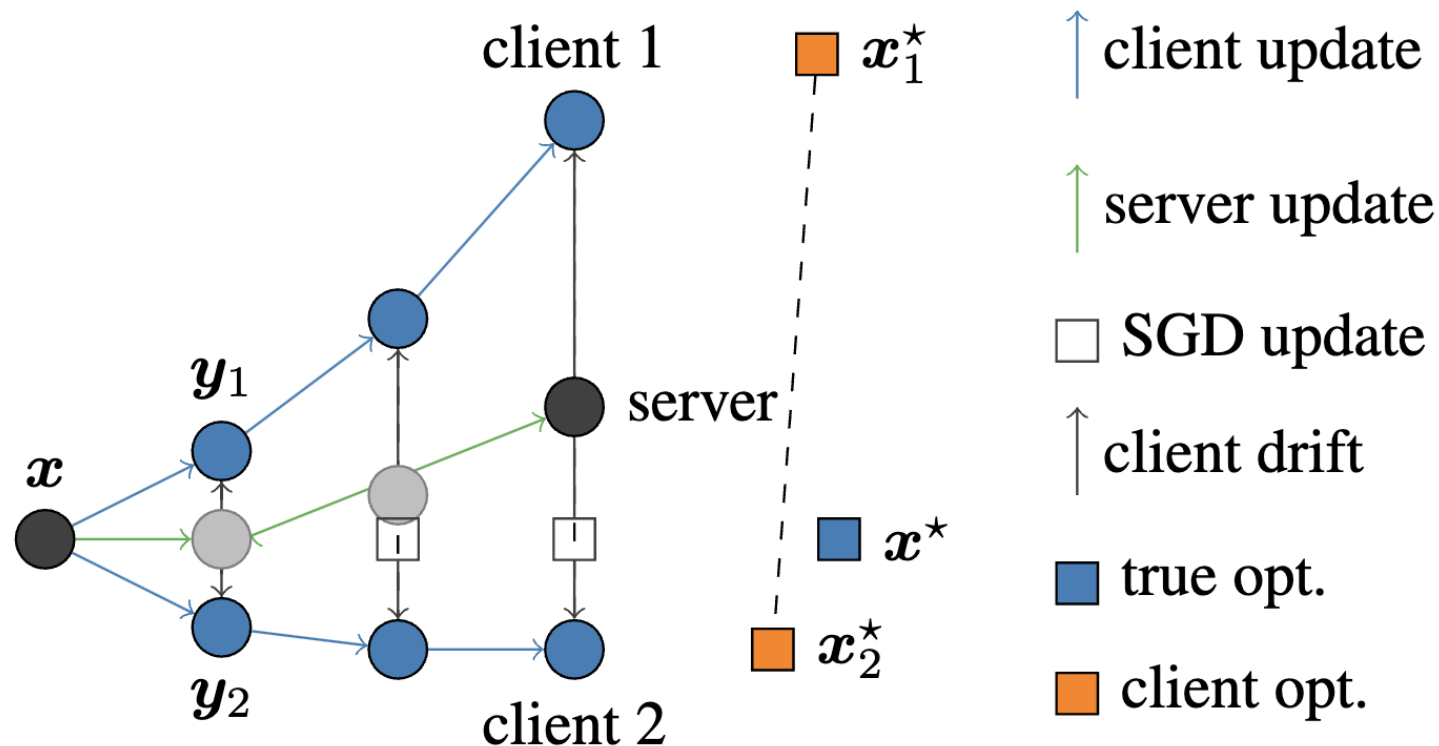 client 1
x₁⋆
client update
server update
y₁
SGD update
server
x
client drift
x⋆
true opt.
x₂⋆
y₂
client opt.
client 2